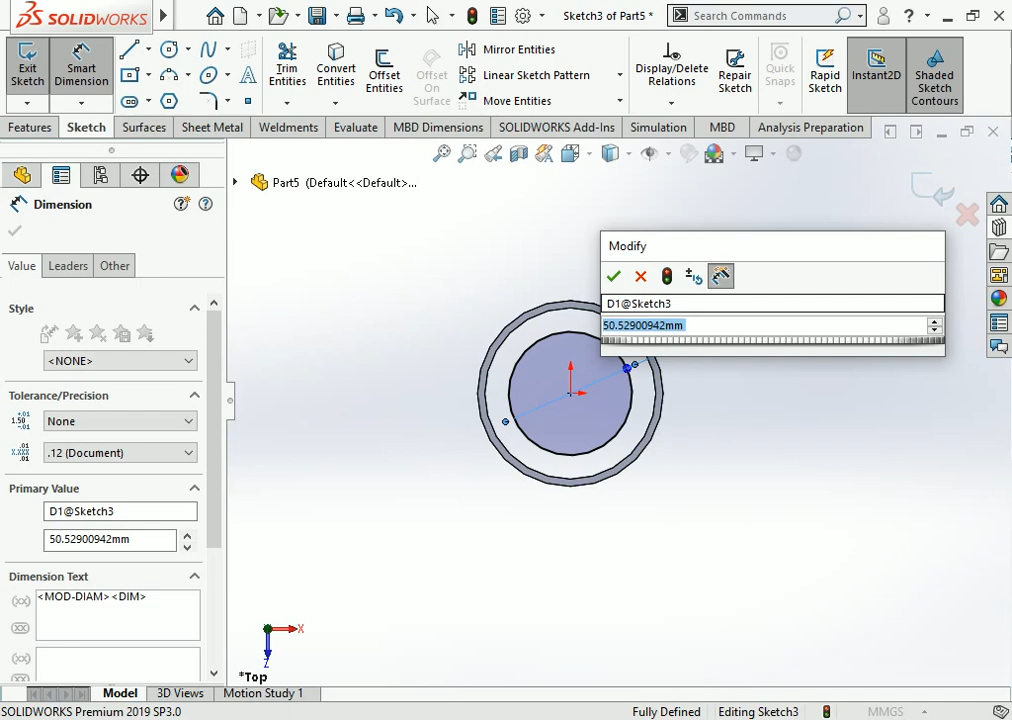 SOLIDWORKS
Sketch3 of Part5 *
Search Commands
?
Exit Sketch
Smart Dimension
Trim Entities
Convert Entities
Offset Entities
Offset On Surface
Mirror Entities
Linear Sketch Pattern
Move Entities
Display/Delete Relations
Repair Sketch
Quick Snaps
Rapid Sketch
Instant2D
Shaded Sketch Contours
Features
Sketch
Surfaces
Sheet Metal
Weldments
Evaluate
MBD Dimensions
SOLIDWORKS Add-Ins
Simulation
MBD
Analysis Preparation
Part5 (Default<<Default>...
Dimension
Value
Leaders
Other
Style
<NONE>
Tolerance/Precision
None
.12 (Document)
Primary Value
D1@Sketch3
50.52900942mm
Dimension Text
<MOD-DIAM><DIM>
Modify
D1@Sketch3
50.52900942mm
X
Z
*Top
Model
3D Views
Motion Study 1
SOLIDWORKS Premium 2019 SP3.0
Fully Defined
Editing Sketch3
MMGS